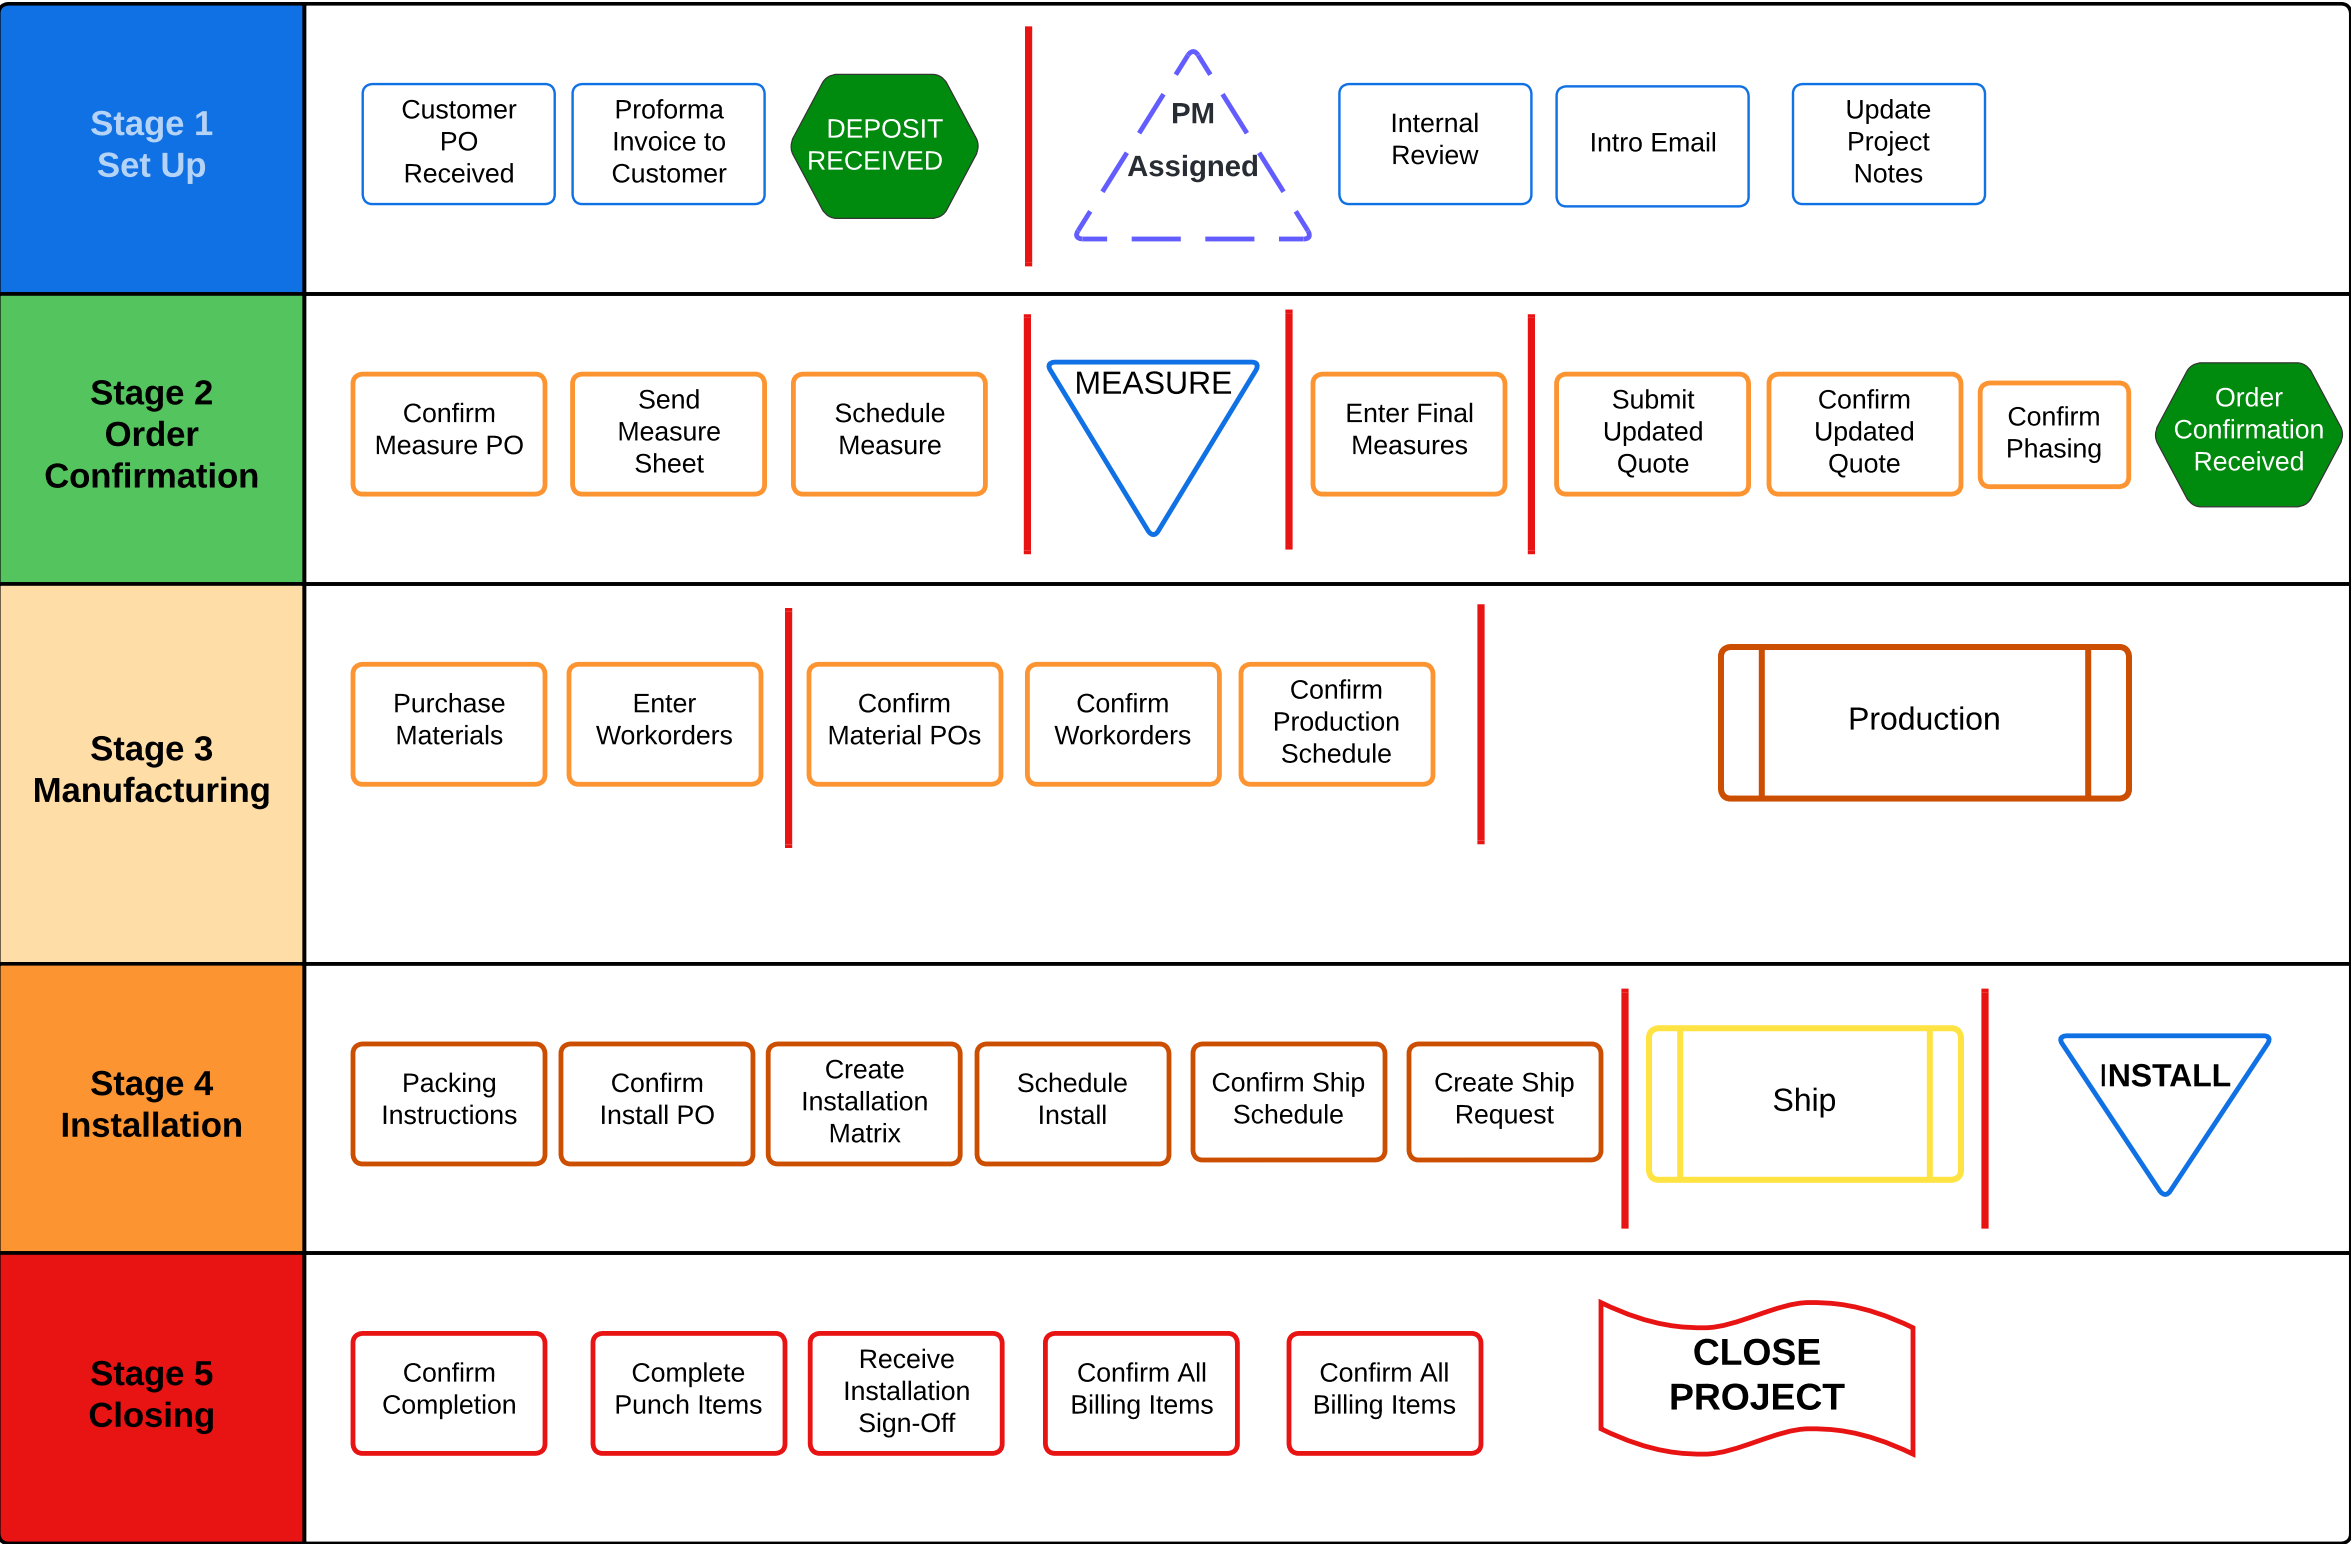 Stage 1
Set Up
Customer
PO
Received
Proforma
Invoice to
Customer
DEPOSIT
RECEIVED
PM
Assigned
Internal
Review
Intro Email
Update
Project
Notes
Stage 2
Order
Confirmation
Confirm
Measure PO
Send
Measure
Sheet
Schedule
Measure
MEASURE
Enter Final
Measures
Submit
Updated
Quote
Confirm
Updated
Quote
Confirm
Phasing
Order
Confirmation
Received
Stage 3
Manufacturing
Purchase
Materials
Enter
Workorders
Confirm
Material POs
Confirm
Workorders
Confirm
Production
Schedule
Production
Stage 4
Installation
Packing
Instructions
Confirm
Install PO
Create
Installation
Matrix
Schedule
Install
Confirm Ship
Schedule
Create Ship
Request
Ship
INSTALL
Stage 5
Closing
Confirm
Completion
Complete
Punch Items
Receive
Installation
Sign-Off
Confirm All
Billing Items
Confirm All
Billing Items
CLOSE
PROJECT